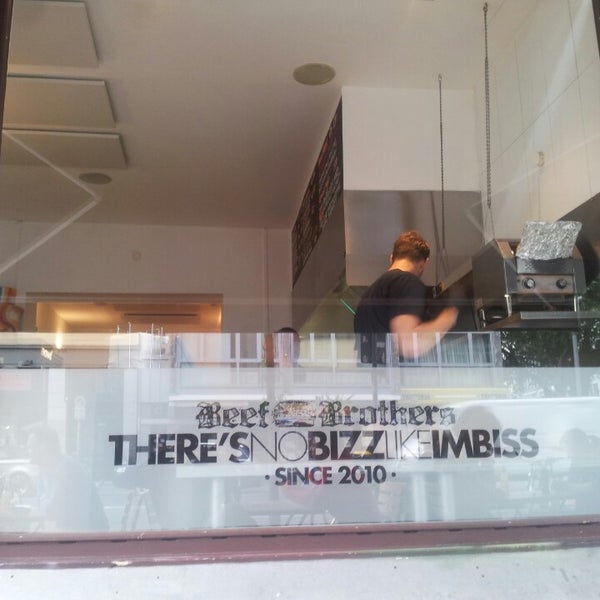 Beef Brothers
THERE'SNOBIZZLIKEIMBISS
· SINCE 2010 ·